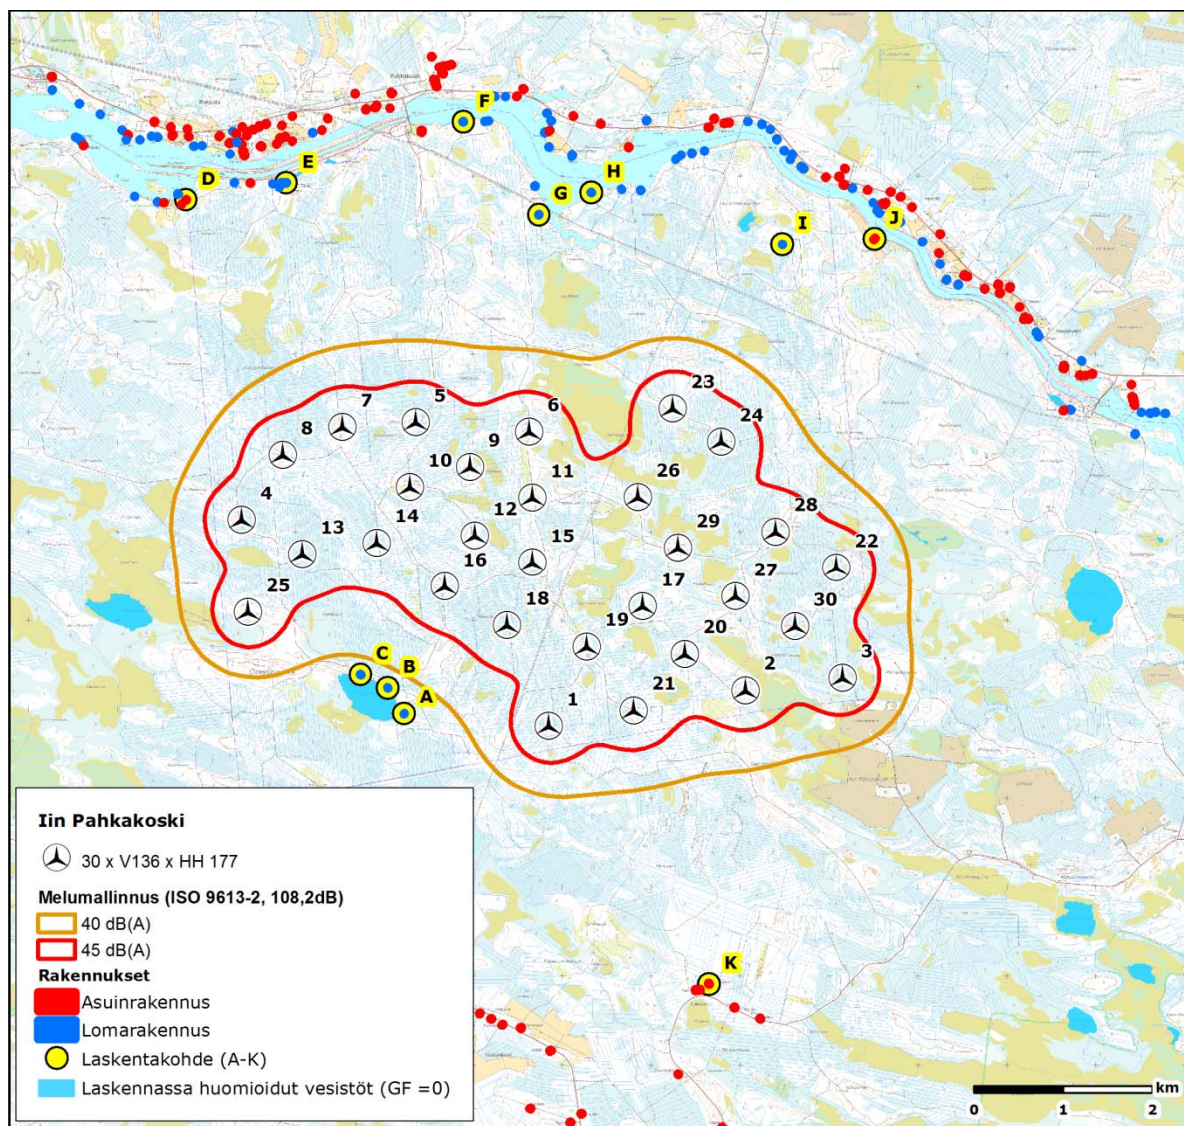 F
E
H
D
G
J
I
23
5
7
6
24
8
9
10
11
26
4
12
28
14
13
29
15
22
16
27
17
25
18
30
19
20
3
C
2
B
21
A
1
Iin Pahkakoski
30 x V136 x HH 177
Melumallinnus (ISO 9613-2, 108,2dB)
40 dB(A)
45 dB(A)
Rakennukset
Asuinrakennus
Lomarakennus
Laskentakohde (A-K)
Laskennassa huomioidut vesistöt (GF =0)
K
km
0 1 2